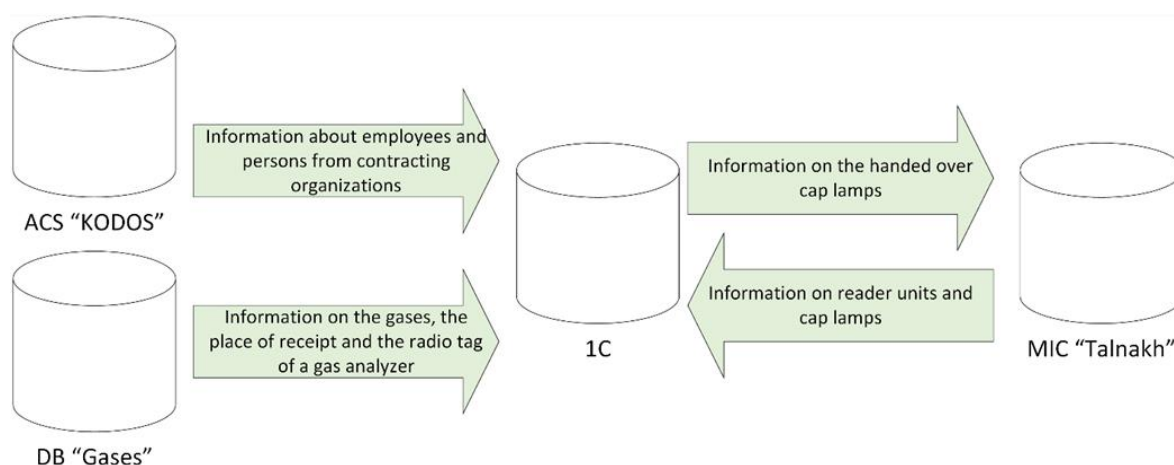 Information about employees and
persons from contracting
organizations
ACS “KODOS”
Information on the handed over
cap lamps
Information on the gases, the
place of receipt and the radio tag
of a gas analyzer
DB “Gases”
1C
Information on reader units and
cap lamps
MIC “Talnakh”